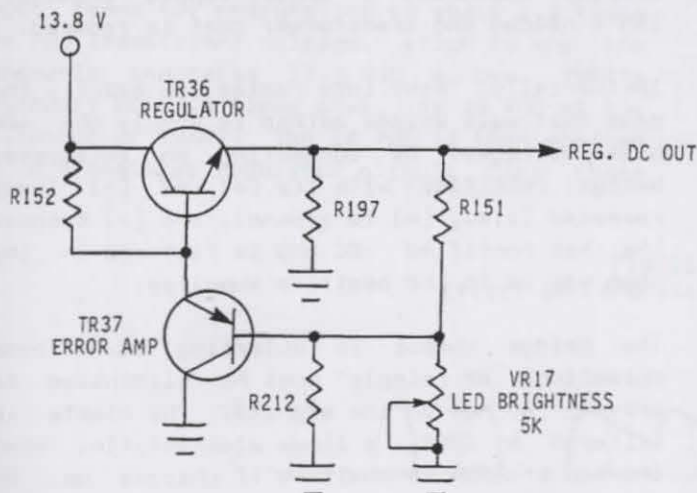 13.8 V
TR36
REGULATOR
REG. DC OUT
R152
R197
R151
TR37
ERROR AMP
R212
VR17
LED BRIGHTNESS
5K